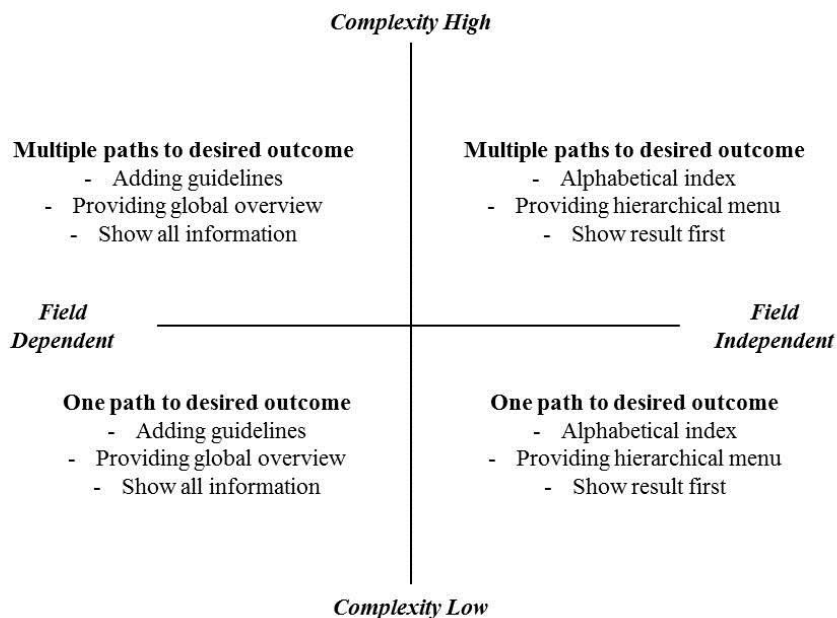 Complexity High
Multiple paths to desired outcome
- Adding guidelines
- Providing global overview
- Show all information
Multiple paths to desired outcome
- Alphabetical index
- Providing hierarchical menu
- Show result first
Field
Dependent
Field
Independent
One path to desired outcome
- Adding guidelines
- Providing global overview
- Show all information
One path to desired outcome
- Alphabetical index
- Providing hierarchical menu
- Show result first
Complexity Low